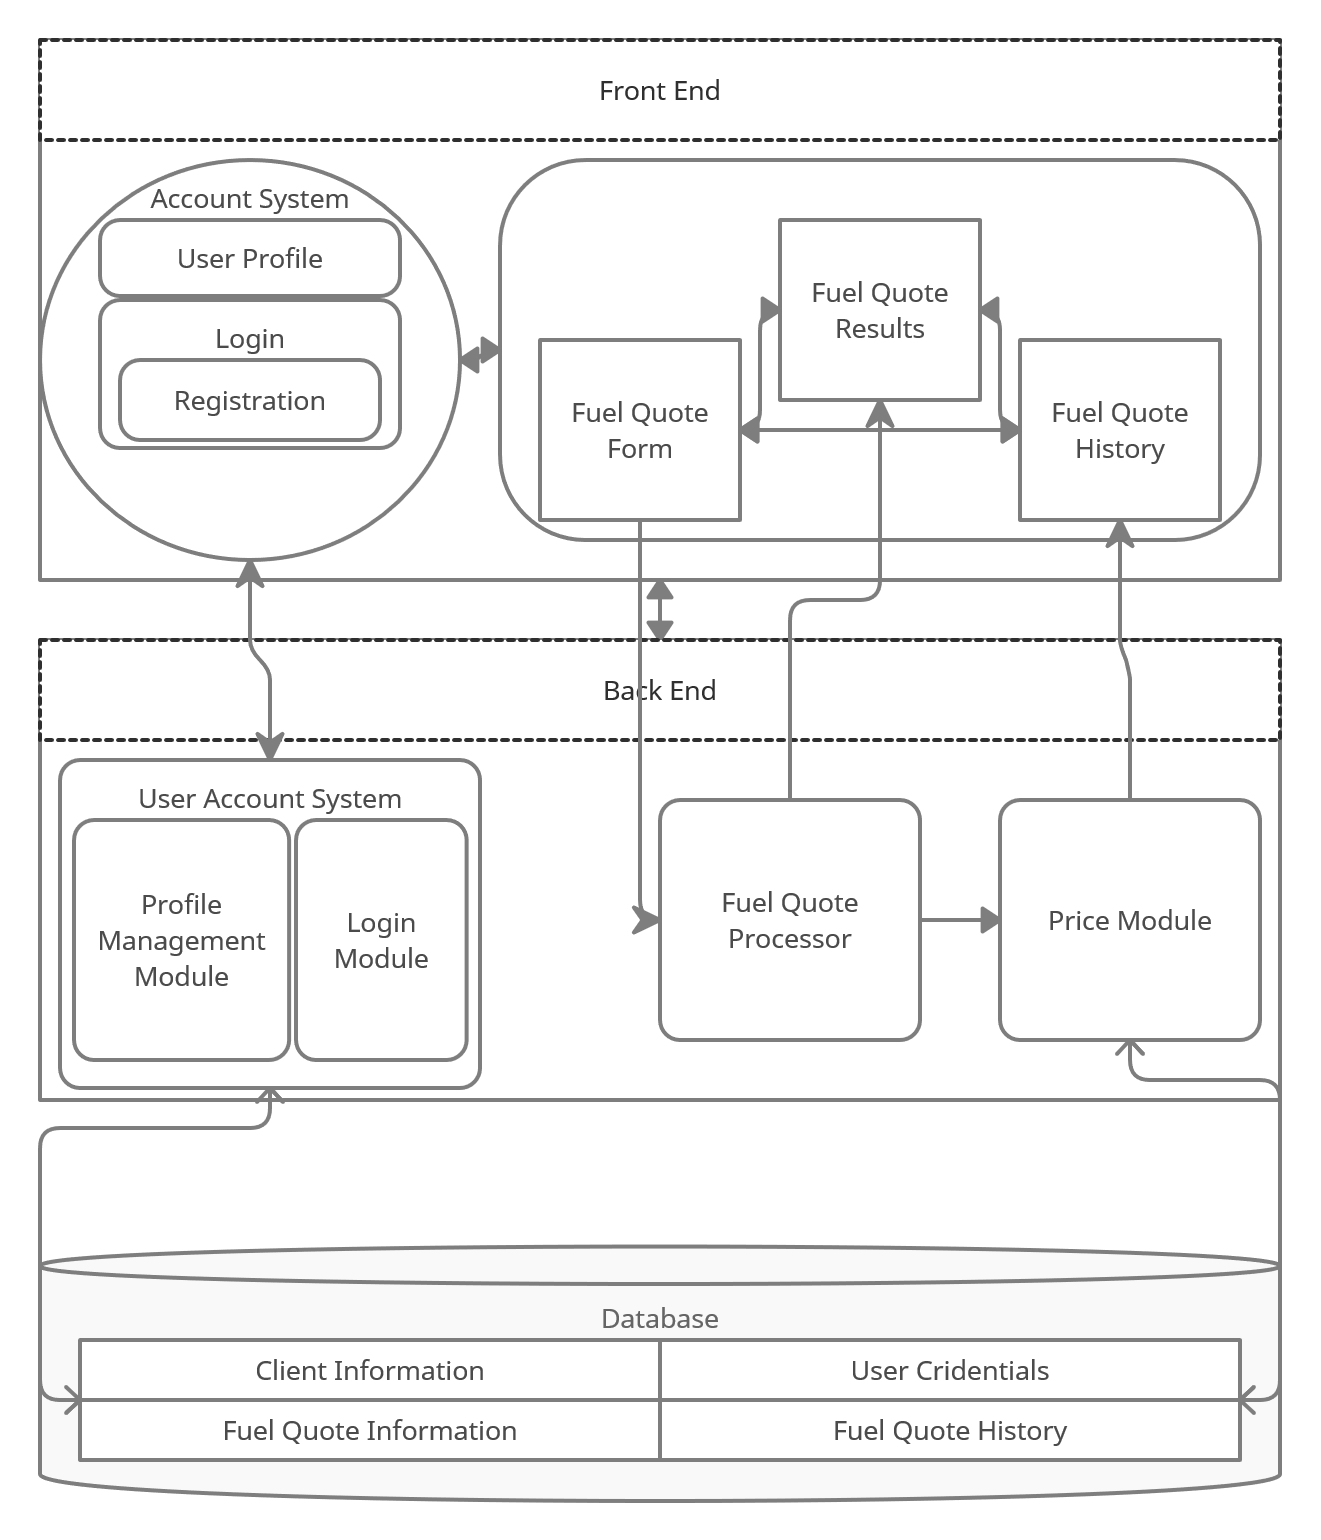 Front End
Account System
User Profile
Login
Registration
Fuel Quote
Results
Fuel Quote
Form
Fuel Quote
History
Back End
User Account System
Profile
Management
Module
Login
Module
Fuel Quote
Processor
Price Module
Database
Client Information
User Cridentials
Fuel Quote Information
Fuel Quote History